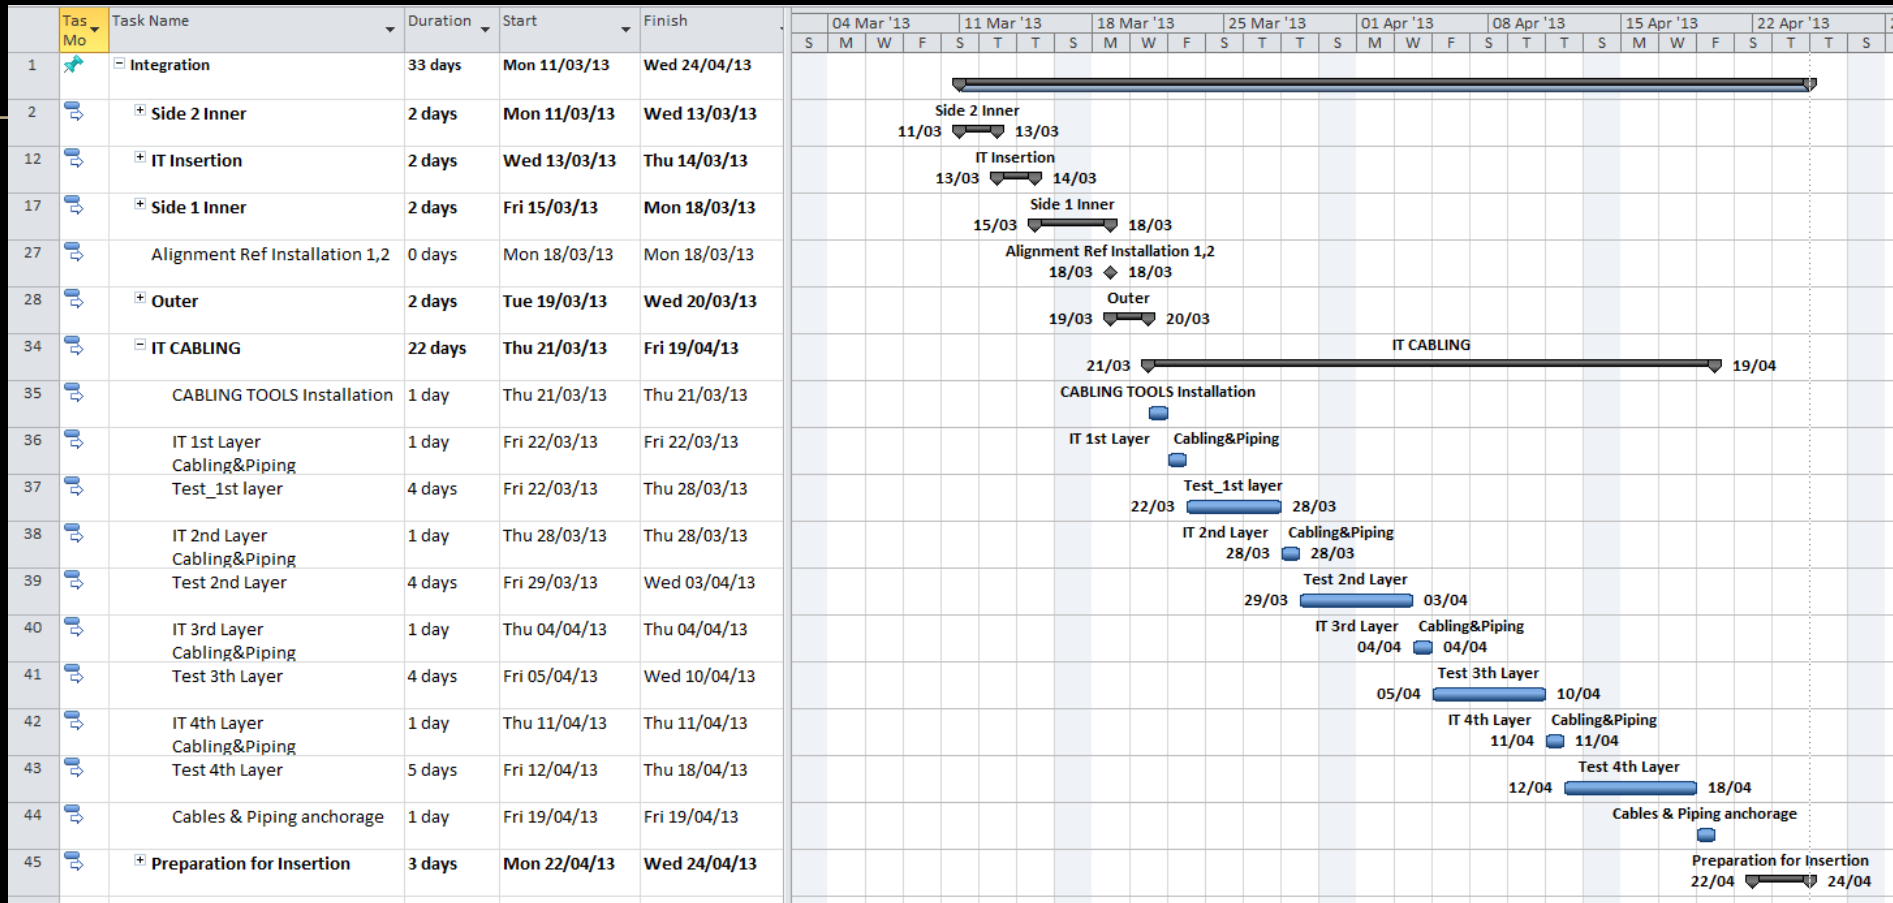 Tas Mo Task Name Duration Start Finish
04 Mar '13 11 Mar '13 18 Mar '13 25 Mar '13 01 Apr '13 08 Apr '13 15 Apr '13 22 Apr '13
S M W F S T T S M W F S T T S M W F S T T S M W F S T T S
1 Integration 33 days Mon 11/03/13 Wed 24/04/13
2 Side 2 Inner 2 days Mon 11/03/13 Wed 13/03/13
Side 2 Inner
11/03 13/03
12 IT Insertion 2 days Wed 13/03/13 Thu 14/03/13
IT Insertion
13/03 14/03
17 Side 1 Inner 2 days Fri 15/03/13 Mon 18/03/13
Side 1 Inner
15/03 18/03
27 Alignment Ref Installation 1,2 0 days Mon 18/03/13 Mon 18/03/13
Alignment Ref Installation 1,2
18/03 18/03
28 Outer 2 days Tue 19/03/13 Wed 20/03/13
Outer
19/03 20/03
34 IT CABLING 22 days Thu 21/03/13 Fri 19/04/13
IT CABLING
21/03 19/04
35 CABLING TOOLS Installation 1 day Thu 21/03/13 Thu 21/03/13
CABLING TOOLS Installation
36 IT 1st Layer 1 day Fri 22/03/13 Fri 22/03/13
Cabling&Piping
IT 1st Layer Cabling&Piping
37 Test_1st layer 4 days Fri 22/03/13 Thu 28/03/13
Test_1st layer
22/03 28/03
38 IT 2nd Layer 1 day Thu 28/03/13 Thu 28/03/13
Cabling&Piping
IT 2nd Layer Cabling&Piping
28/03 28/03
39 Test 2nd Layer 4 days Fri 29/03/13 Wed 03/04/13
Test 2nd Layer
29/03 03/04
40 IT 3rd Layer 1 day Thu 04/04/13 Thu 04/04/13
Cabling&Piping
IT 3rd Layer Cabling&Piping
04/04 04/04
41 Test 3th Layer 4 days Fri 05/04/13 Wed 10/04/13
Test 3th Layer
05/04 10/04
42 IT 4th Layer 1 day Thu 11/04/13 Thu 11/04/13
Cabling&Piping
IT 4th Layer Cabling&Piping
11/04 11/04
43 Test 4th Layer 5 days Fri 12/04/13 Thu 18/04/13
Test 4th Layer
12/04 18/04
44 Cables & Piping anchorage 1 day Fri 19/04/13 Fri 19/04/13
Cables & Piping anchorage
45 Preparation for Insertion 3 days Mon 22/04/13 Wed 24/04/13
Preparation for Insertion
22/04 24/04